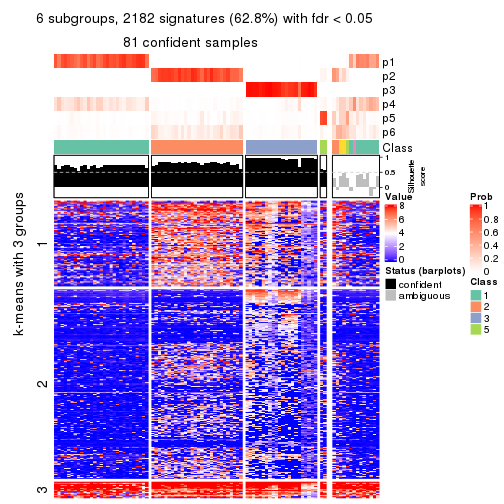 6 subgroups, 2182 signatures (62.8%) with fdr < 0.05
81 confident samples
p1
p2
p3
p4
p5
p6
Class
1
0.5
0
Silhouette
score
k-means with 3 groups
1
2
3
Value
8
6
4
2
0
Status (barplots)
confident
ambiguous
Prob
1
0.8
0.6
0.4
0.2
0
Class
1
2
3
5